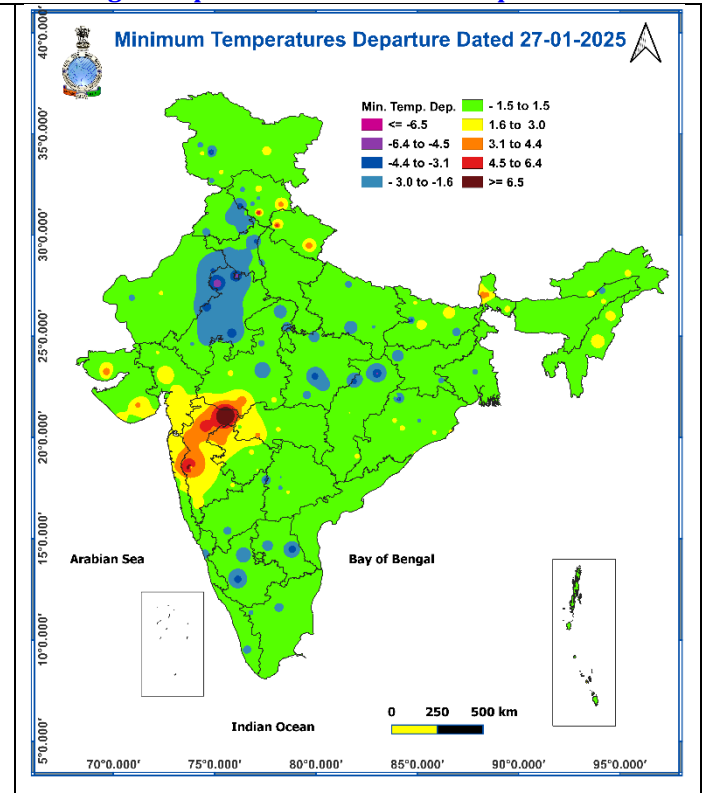 Minimum Temperatures Departure Dated 27-01-2025
Min. Temp. Dep.
<= -6.5
-6.4 to -4.5
-4.4 to -3.1
- 3.0 to -1.6
- 1.5 to 1.5
1.6 to 3.0
3.1 to 4.4
4.5 to 6.4
>= 6.5
40°0.000'
35°0.000'
30°0.000'
25°0.000'
20°0.000'
15°0.000'
10°0.000'
5°0.000'
Arabian Sea
Bay of Bengal
Indian Ocean
0 250 500 km
70°0.000' 75°0.000' 80°0.000' 85°0.000' 90°0.000' 95°0.000'